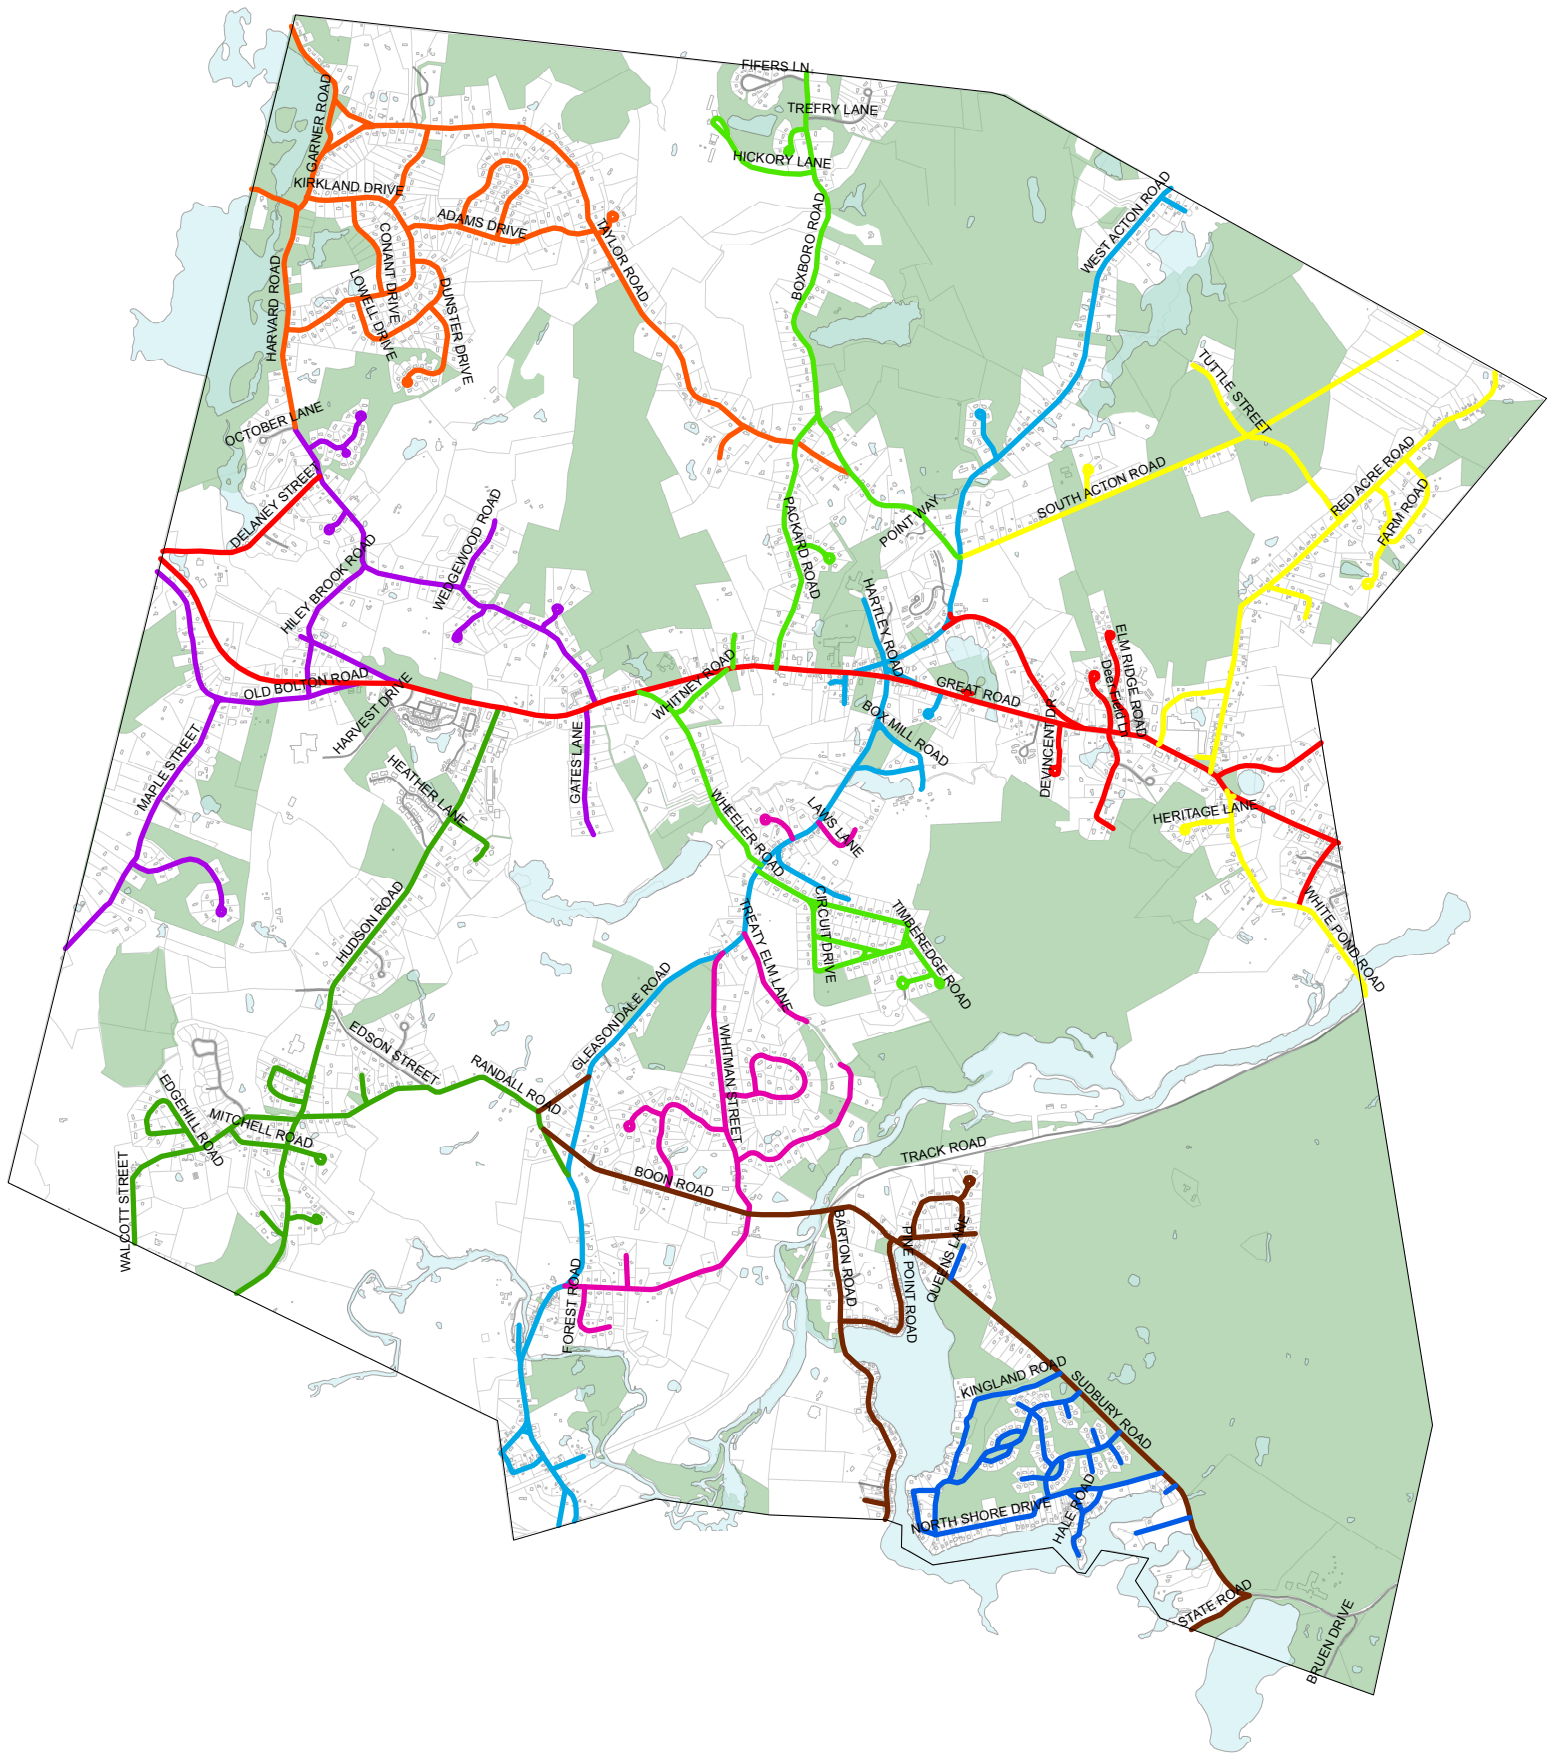 FIFERS LN.
GARNER ROAD
TREFRY LANE
HICKORY LANE
KIRKLAND DRIVE
WEST ACTON ROAD
ADAMS DRIVE
BOXBORO ROAD
TAYLOR ROAD
CONANT DRIVE
HARVARD ROAD
LOWELL DRIVE
DUNSTER DRIVE
TUTTLE STREET
OCTOBER LANE
DELANEY STREET
SOUTH ACTON ROAD
RED ACRE ROAD
FARM ROAD
WEDGEWOOD ROAD
PACKARD ROAD
POINT WAY
HILEY BROOK ROAD
HARTLEY ROAD
ELM RIDGE ROAD
Deer Field Ln
OLD BOLTON ROAD
WHITNEY ROAD
GREAT ROAD
HARVEST DRIVE
BOX MILL ROAD
DEVINCENT DR
MAPLE STREET
GATES LANE
HEATHER LANE
WHEELER ROAD
LAWS LANE
HERITAGE LANE
HUDSON ROAD
CIRCUIT DRIVE
TIMBEREDGE ROAD
TREATY ELM LANE
WHITE POND ROAD
GLEASONDALE ROAD
EDSON STREET
RANDALL ROAD
WHITMAN STREET
EDGEHILL ROAD
MITCHELL ROAD
TRACK ROAD
WALCOTT STREET
BOON ROAD
BARTON ROAD
PINE POINT ROAD
QUEENS LANE
FOREST ROAD
KINGLAND ROAD
SUDBURY ROAD
NORTH SHORE DRIVE
HALE ROAD
STATE ROAD
BRUEN DRIVE